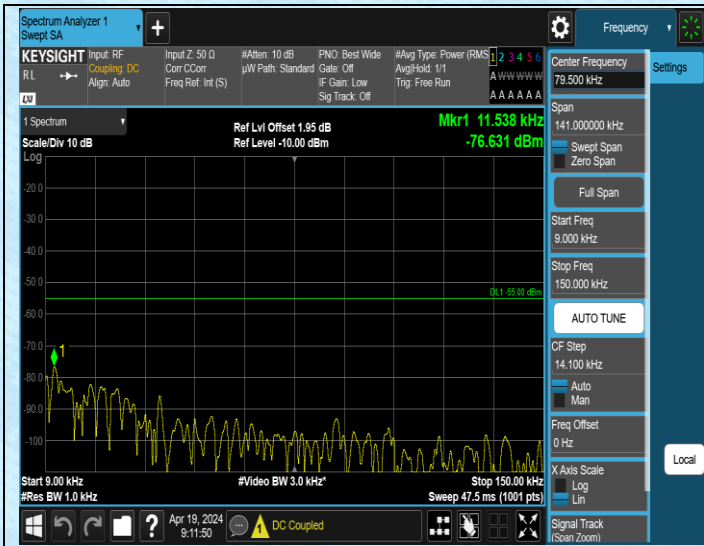 Spectrum Analyzer 1
Swept SA
+
Frequency
KEYSIGHT
RL
LXI
Input: RF
Coupling: DC
Align: Auto
Input Z: 50 Ω
Corr CCorr
Freq Ref: Int (S)
#Atten: 10 dB
µW Path: Standard
PNO: Best Wide
Gate: Off
IF Gain: Low
Sig Track: Off
#Avg Type: Power (RMS
Avg|Hold: 1/1
Trig: Free Run
1 2 3 4 5 6
A W W W W W
A A A A A A
1 Spectrum
Scale/Div 10 dB
Log
Ref Lvl Offset 1.95 dB
Ref Level -10.00 dBm
Mkr1 11.538 kHz
-76.631 dBm
-20.0
-30.0
-40.0
-50.0
-60.0
-70.0
-80.0
-90.0
-100
DL1 -55.00 dBm
1
Start 9.00 kHz
#Res BW 1.0 kHz
#Video BW 3.0 kHz*
Stop 150.00 kHz
Sweep 47.5 ms (1001 pts)
?
Apr 19, 2024
9:11:50
DC Coupled
Center Frequency
79.500 kHz
Span
141.000000 kHz
Swept Span
Zero Span
Full Span
Start Freq
9.000 kHz
Stop Freq
150.000 kHz
AUTO TUNE
CF Step
14.100 kHz
Auto
Man
Freq Offset
0 Hz
X Axis Scale
Log
Lin
Signal Track
(Span Zoom)
Settings
Local